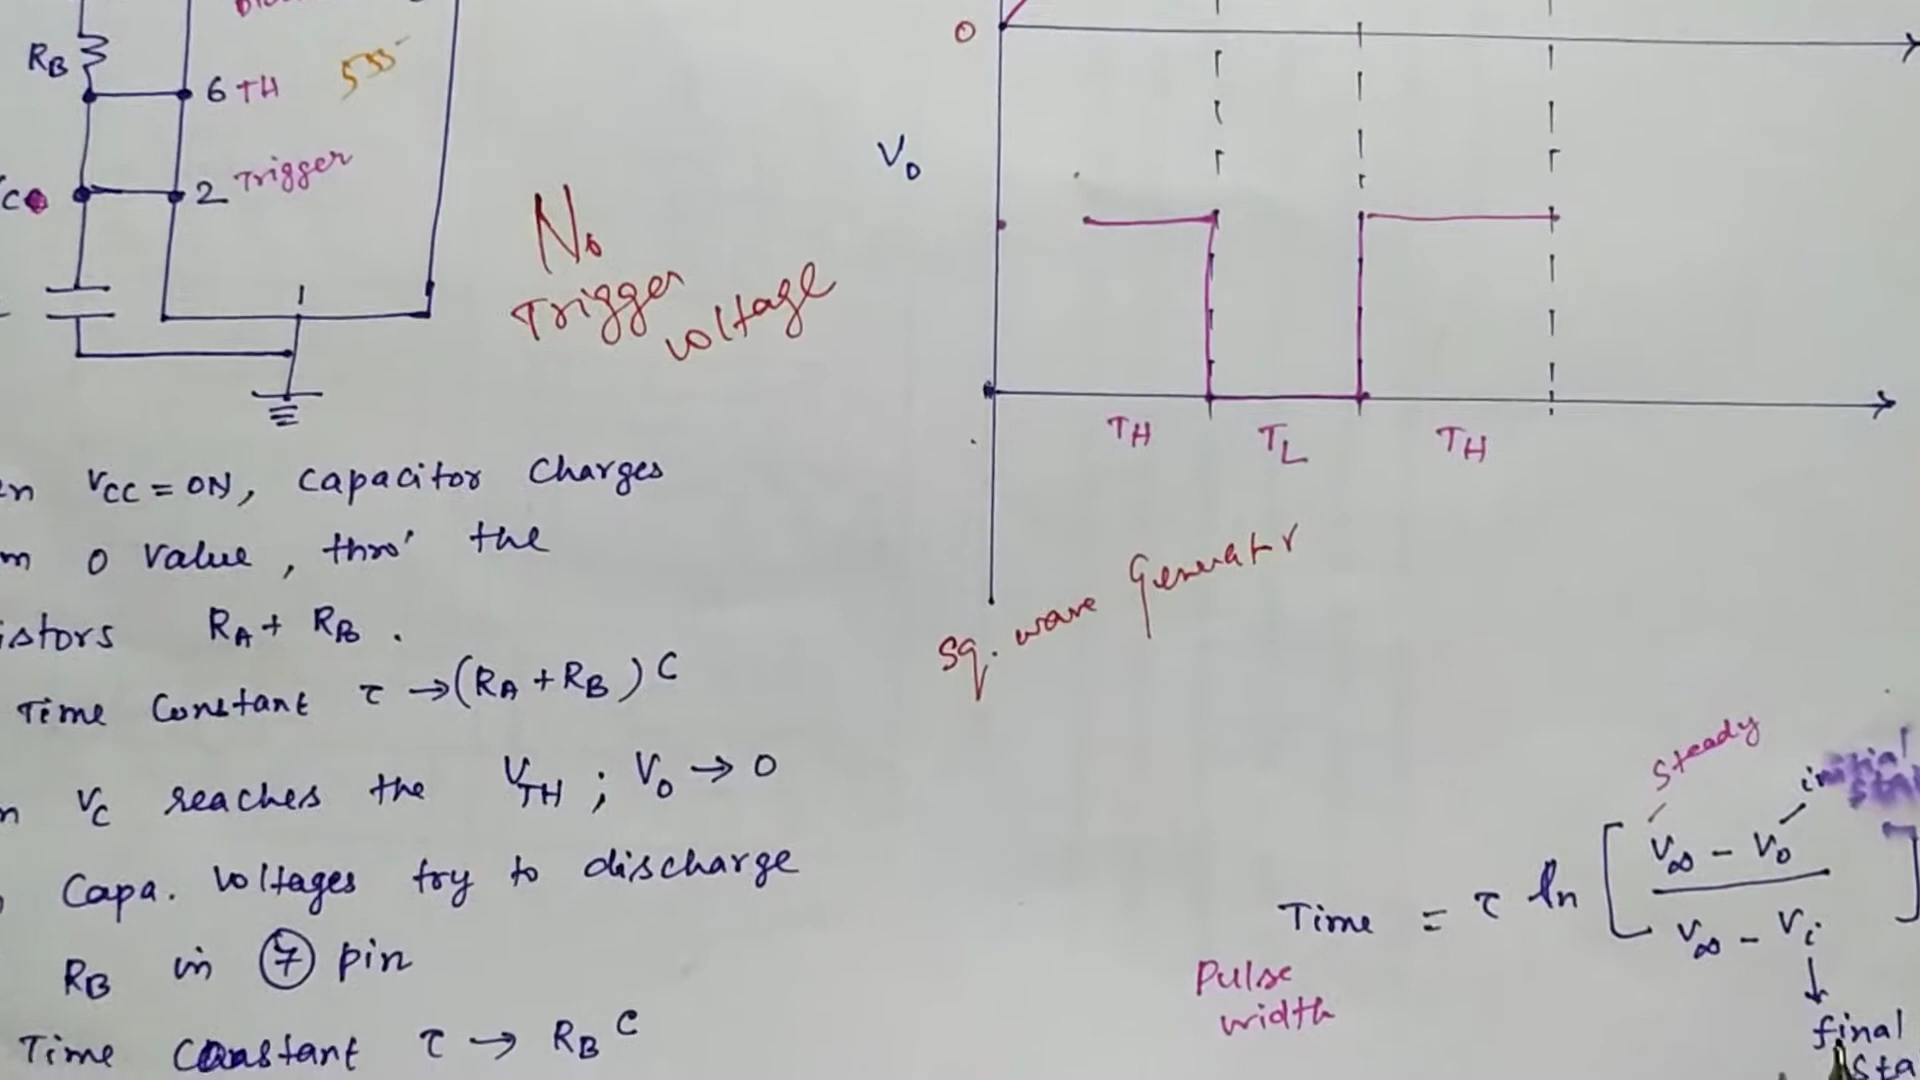 RB
6 TH
555
2 Trigger
No
Trigger
voltage
VCC = ON, capacitor charges
0 value, thro' the
RA + RB.
Time Constant τ → (RA + RB) C
VC reaches the VTH ; V0 → 0
Capa. Voltages try to discharge
RB in 7 pin
Time Constant τ → RB C
0
V0
TH TL TH
Sq. wave Generator
Steady
initial
Time = τ ln [ V∞ - V0 / V∞ - Vi ]
Pulse
width
final